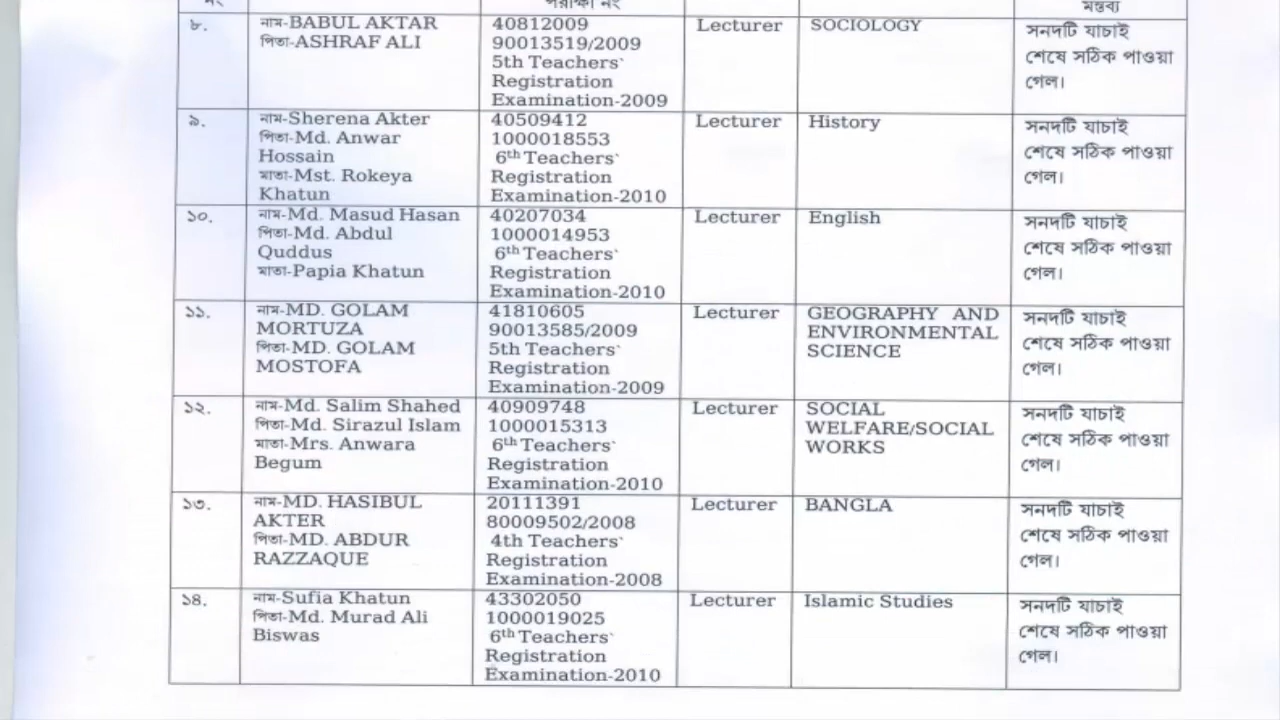 নং
পরীক্ষা নং
মন্তব্য
৮.
নাম-BABUL AKTAR
পিতা-ASHRAF ALI
40812009
90013519/2009
5th Teachers`
Registration
Examination-2009
Lecturer
SOCIOLOGY
সনদটি যাচাই
শেষে সঠিক পাওয়া
গেল।
৯.
নাম-Sherena Akter
পিতা-Md. Anwar
Hossain
মাতা-Mst. Rokeya
Khatun
40509412
1000018553
6th Teachers`
Registration
Examination-2010
Lecturer
History
সনদটি যাচাই
শেষে সঠিক পাওয়া
গেল।
১০.
নাম-Md. Masud Hasan
পিতা-Md. Abdul
Quddus
মাতা-Papia Khatun
40207034
1000014953
6th Teachers`
Registration
Examination-2010
Lecturer
English
সনদটি যাচাই
শেষে সঠিক পাওয়া
গেল।
১১.
নাম-MD. GOLAM
MORTUZA
পিতা-MD. GOLAM
MOSTOFA
41810605
90013585/2009
5th Teachers`
Registration
Examination-2009
Lecturer
GEOGRAPHY AND
ENVIRONMENTAL
SCIENCE
সনদটি যাচাই
শেষে সঠিক পাওয়া
গেল।
১২.
নাম-Md. Salim Shahed
পিতা-Md. Sirazul Islam
মাতা-Mrs. Anwara
Begum
40909748
1000015313
6th Teachers`
Registration
Examination-2010
Lecturer
SOCIAL
WELFARE/SOCIAL
WORKS
সনদটি যাচাই
শেষে সঠিক পাওয়া
গেল।
১৩.
নাম-MD. HASIBUL
AKTER
পিতা-MD. ABDUR
RAZZAQUE
20111391
80009502/2008
4th Teachers`
Registration
Examination-2008
Lecturer
BANGLA
সনদটি যাচাই
শেষে সঠিক পাওয়া
গেল।
১৪.
নাম-Sufia Khatun
পিতা-Md. Murad Ali
Biswas
43302050
1000019025
6th Teachers`
Registration
Examination-2010
Lecturer
Islamic Studies
সনদটি যাচাই
শেষে সঠিক পাওয়া
গেল।